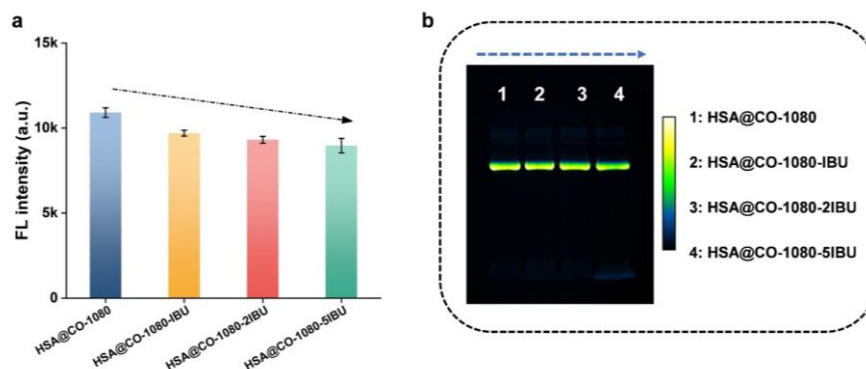 a
15k
10k
5k
0
FL intensity (a.u.)
HSA@CO-1080
HSA@CO-1080-IBU
HSA@CO-1080-2IBU
HSA@CO-1080-5IBU
b
1 2 3 4
1: HSA@CO-1080
2: HSA@CO-1080-IBU
3: HSA@CO-1080-2IBU
4: HSA@CO-1080-5IBU